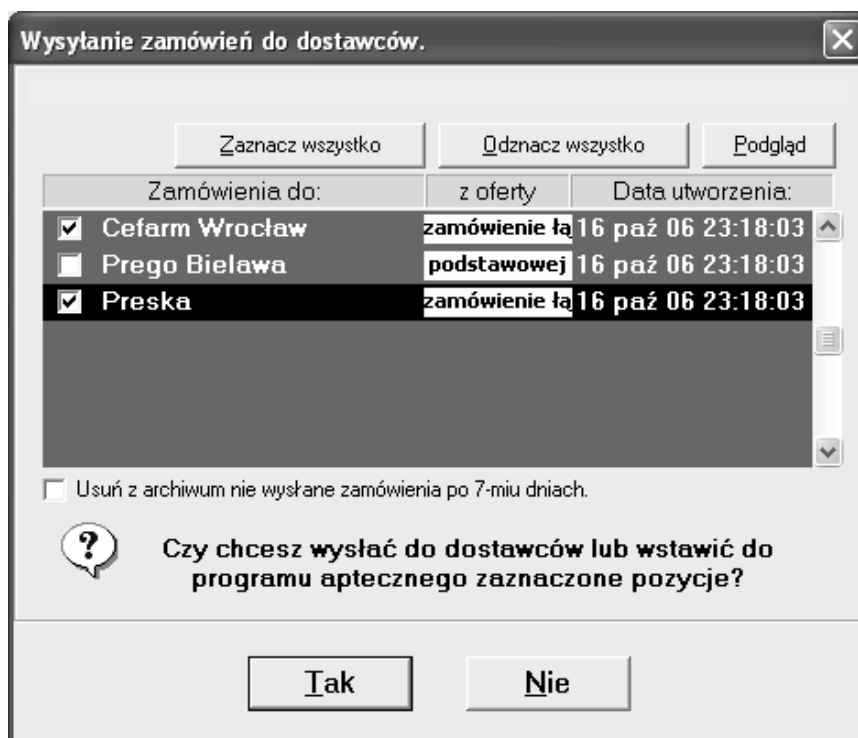 Wysyłanie zamówień do dostawców.
Zaznacz wszystko Odznacz wszystko Podgląd
Zamówienia do: z oferty Data utworzenia:
Cefarm Wrocław zamówienie łą 16 paź 06 23:18:03
Prego Bielawa podstawowej 16 paź 06 23:18:03
Preska zamówienie łą 16 paź 06 23:18:03
Usuń z archiwum nie wysłane zamówienia po 7-miu dniach.
?
Czy chcesz wysłać do dostawców lub wstawić do
programu aptecznego zaznaczone pozycje?
Tak Nie